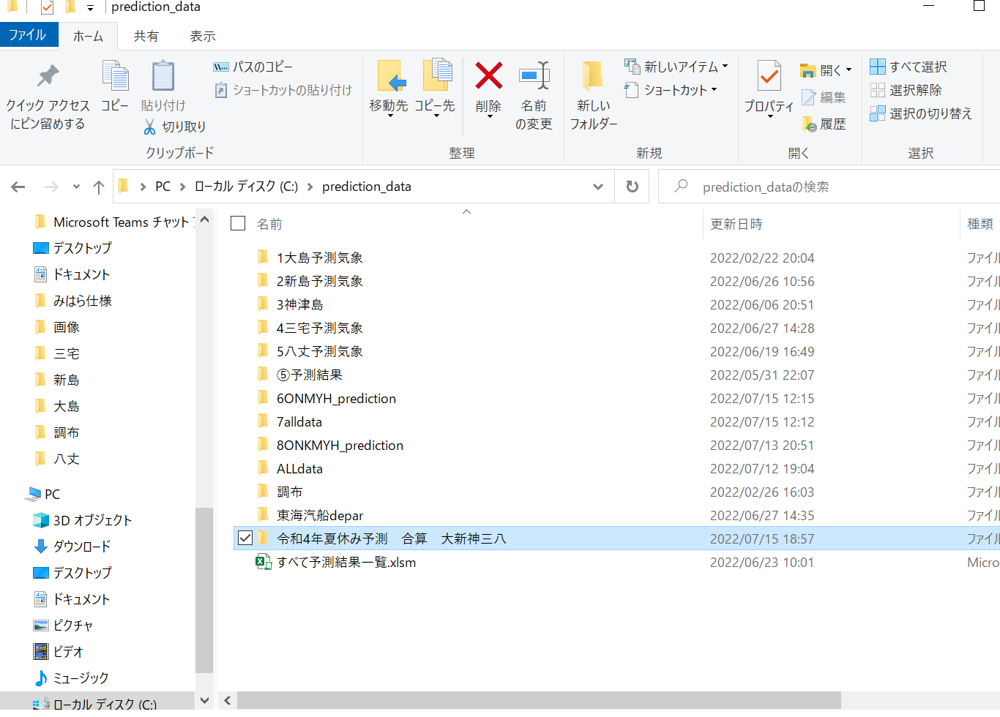 prediction_data
ファイル ホーム 共有 表示
クイック アクセス
にピン留めする
コピー
貼り付け
パスのコピー
ショートカットの貼り付け
切り取り
クリップボード
移動先
コピー先
削除
名前
の変更
整理
新しい
フォルダー
新しいアイテム
ショートカット
新規
プロパティ
開く
編集
履歴
開く
すべて選択
選択解除
選択の切り替え
選択
PC ローカル ディスク (C:) prediction_data
prediction_dataの検索
Microsoft Teams チャット
デスクトップ
ドキュメント
みはら仕様
画像
三宅
新島
大島
調布
八丈
PC
3D オブジェクト
ダウンロード
デスクトップ
ドキュメント
ピクチャ
ビデオ
ミュージック
ローカル ディスク (C:)
名前 更新日時 種類
1大島予測気象 2022/02/22 20:04 ファイル
2新島予測気象 2022/06/26 10:56 ファイル
3神津島 2022/06/06 20:51 ファイル
4三宅予測気象 2022/06/27 14:28 ファイル
5八丈予測気象 2022/06/19 16:49 ファイル
⑤予測結果 2022/05/31 22:07 ファイル
6ONMYH_prediction 2022/07/15 12:15 ファイル
7alldata 2022/07/15 12:12 ファイル
8ONKMYH_prediction 2022/07/13 20:51 ファイル
ALLdata 2022/07/12 19:04 ファイル
調布 2022/02/26 16:03 ファイル
東海汽船depar 2022/06/27 14:35 ファイル
令和4年夏休み予測　合算　大新神三八 2022/07/15 18:57 ファイル
すべて予測結果一覧.xlsm 2022/06/23 10:01 Micro